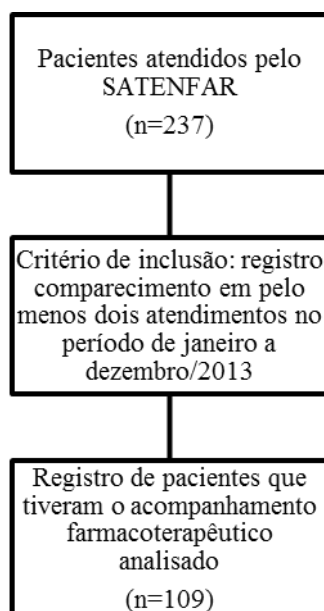 Pacientes atendidos pelo
SATENFAR
(n=237)
Critério de inclusão: registro
comparecimento em pelo
menos dois atendimentos no
período de janeiro a
dezembro/2013
Registro de pacientes que
tiveram o acompanhamento
farmacoterapêutico
analisado
(n=109)